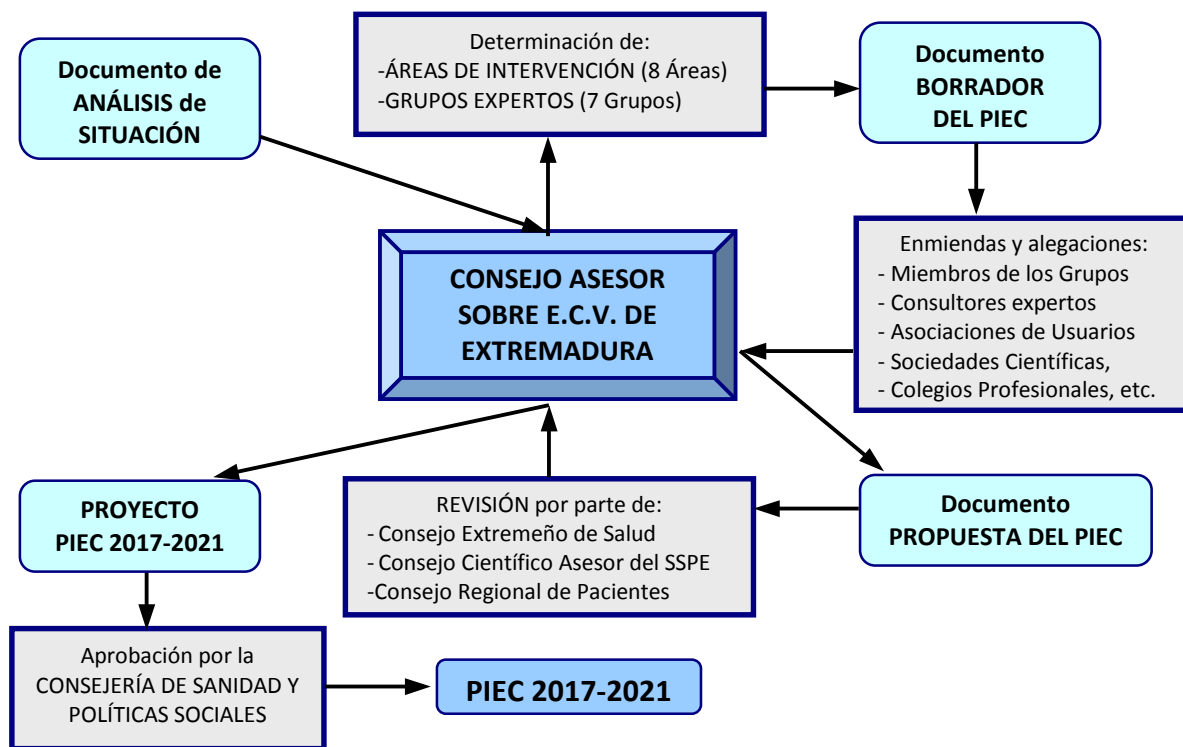 Documento de
ANÁLISIS de
SITUACIÓN
Determinación de:
-ÁREAS DE INTERVENCIÓN (8 Áreas)
-GRUPOS EXPERTOS (7 Grupos)
Documento
BORRADOR
DEL PIEC
CONSEJO ASESOR
SOBRE E.C.V. DE
EXTREMADURA
Enmiendas y alegaciones:
- Miembros de los Grupos
- Consultores expertos
- Asociaciones de Usuarios
- Sociedades Científicas,
- Colegios Profesionales, etc.
PROYECTO
PIEC 2017-2021
REVISIÓN por parte de:
- Consejo Extremeño de Salud
- Consejo Científico Asesor del SSPE
-Consejo Regional de Pacientes
Documento
PROPUESTA DEL PIEC
Aprobación por la
CONSEJERÍA DE SANIDAD Y
POLÍTICAS SOCIALES
PIEC 2017-2021